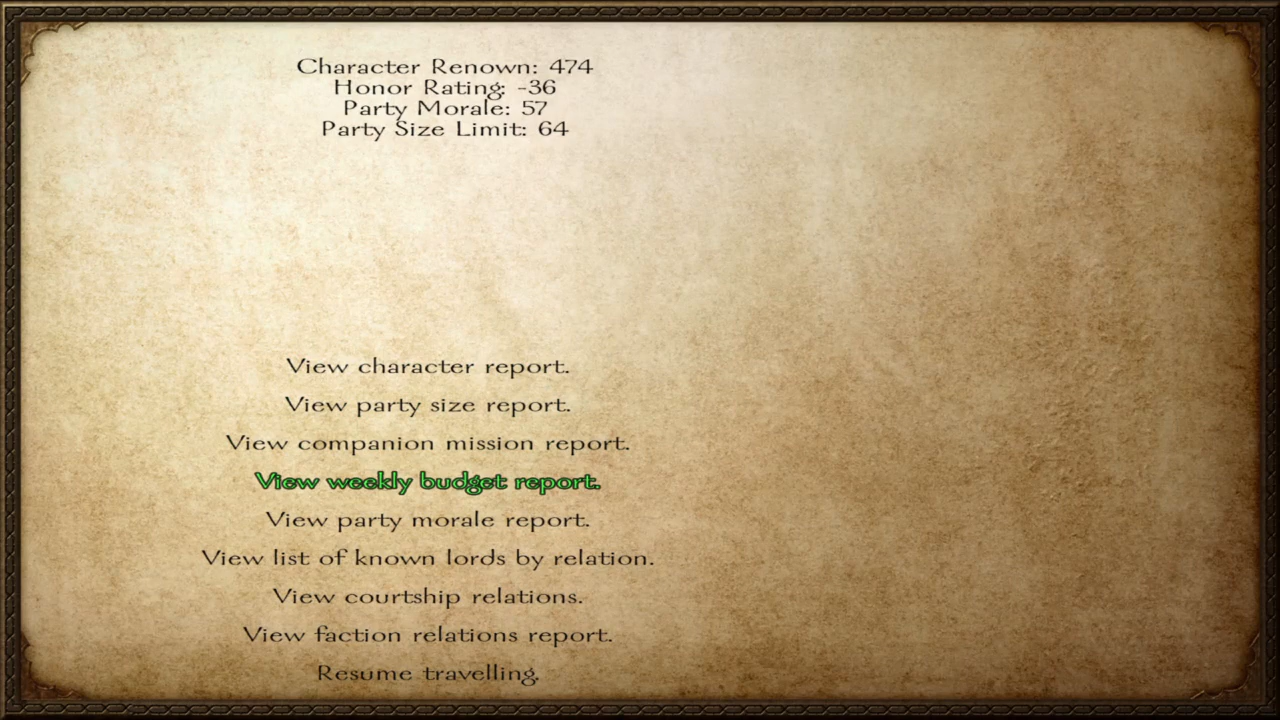 Character Renown: 474
Honor Rating: -36
Party Morale: 57
Party Size Limit: 64
View character report.
View party size report.
View companion mission report.
View weekly budget report.
View party morale report.
View list of known lords by relation.
View courtship relations.
View faction relations report.
Resume travelling.